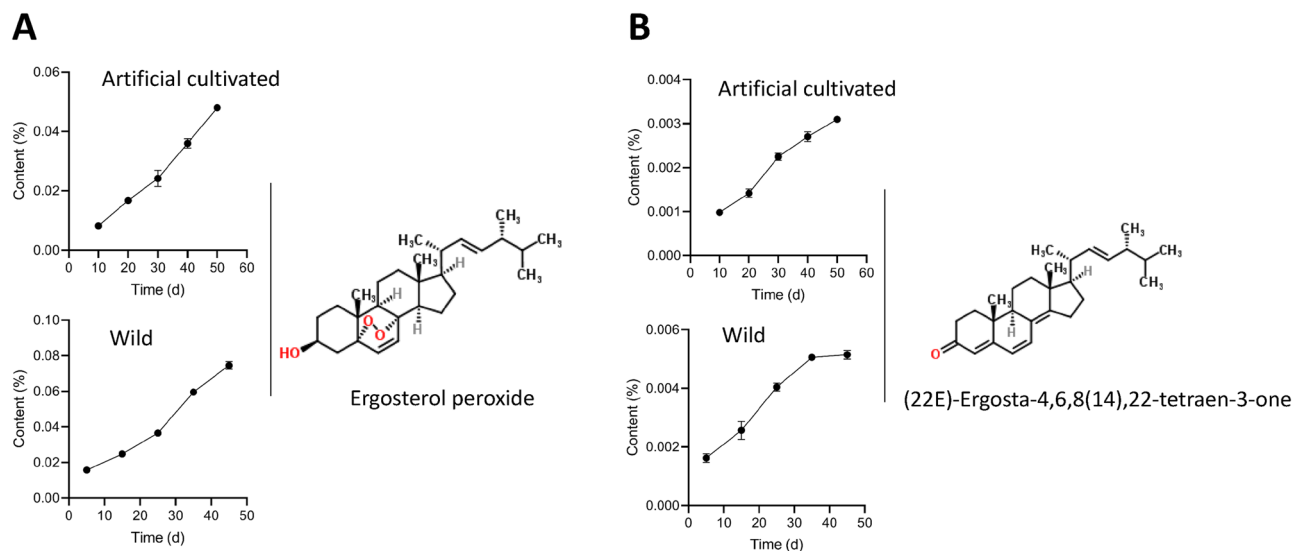 A
Artificial cultivated
0.06
0.04
0.02
0.00
Content (%)
0 10 20 30 40 50 60
Time (d)
Wild
0.10
0.08
0.06
0.04
0.02
0.00
Content (%)
0 10 20 30 40 50
Time (d)
CH3
H3C
CH3
CH3
CH3
H
CH3
H
O
O
H
HO
Ergosterol peroxide
B
Artificial cultivated
0.004
0.003
0.002
0.001
0.000
Content (%)
0 10 20 30 40 50 60
Time (d)
Wild
0.006
0.004
0.002
0.000
Content (%)
0 10 20 30 40 50
Time (d)
CH3
H3C
CH3
CH3
CH3
H
CH3
H
O
(22E)-Ergosta-4,6,8(14),22-tetraen-3-one